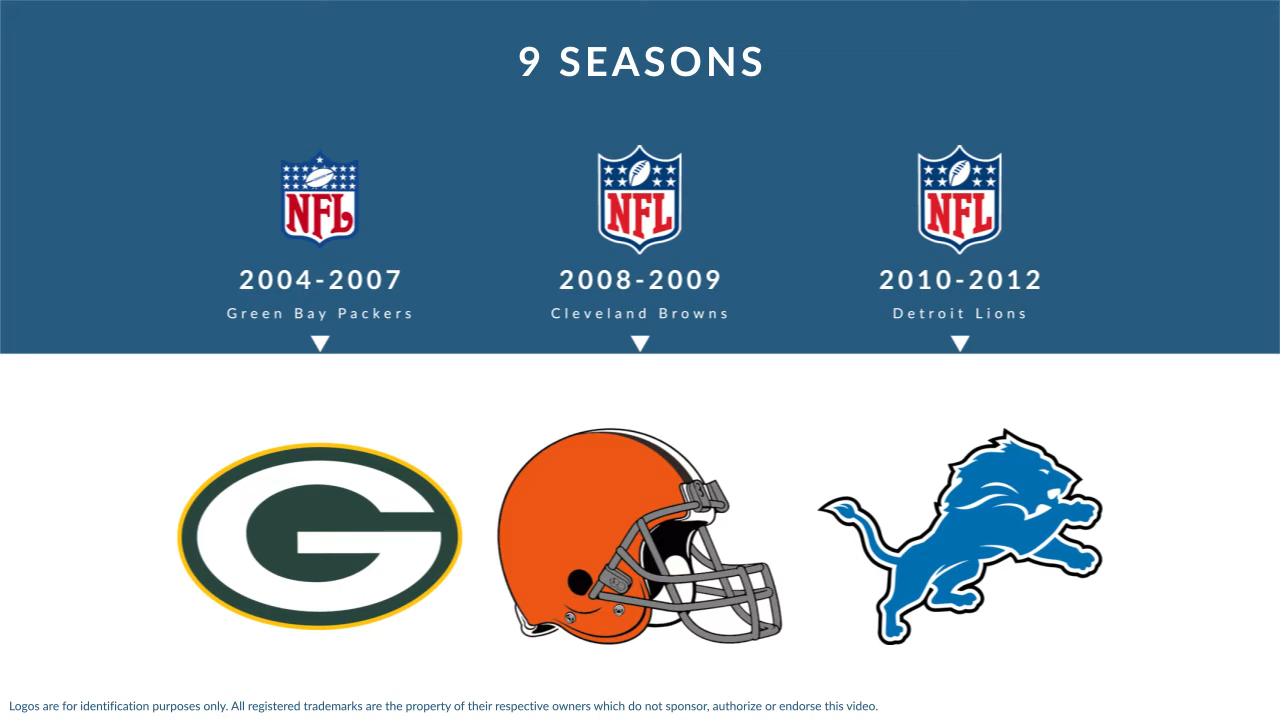 9 SEASONS
NFL NFL NFL
2004-2007 2008-2009 2010-2012
Green Bay Packers Cleveland Browns Detroit Lions
G
Logos are for identification purposes only. All registered trademarks are the property of their respective owners which do not sponsor, authorize or endorse this video.